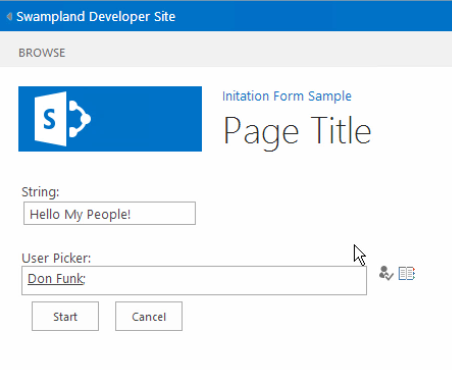 Swampland Developer Site
BROWSE
S
Initation Form Sample
Page Title
String:
Hello My People!
User Picker:
Don Funk;
Start Cancel